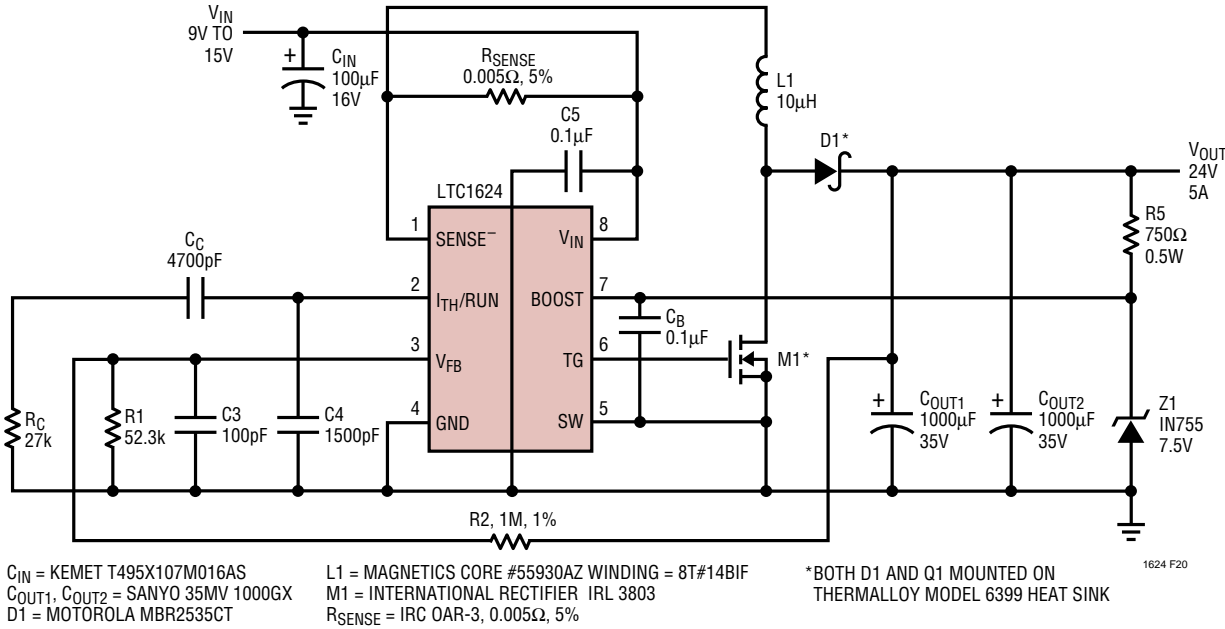 VIN
9V TO
15V
+
CIN
100µF
16V
RSENSE
0.005Ω, 5%
C5
0.1µF
L1
10µH
D1*
VOUT
24V
5A
R5
750Ω
0.5W
LTC1624
1
SENSE–
VIN
8
CC
4700pF
2
ITH/RUN
BOOST
7
CB
0.1µF
3
VFB
TG
6
M1*
4
GND
SW
5
RC
27k
R1
52.3k
C3
100pF
C4
1500pF
+
COUT1
1000µF
35V
+
COUT2
1000µF
35V
Z1
IN755
7.5V
R2, 1M, 1%
CIN = KEMET T495X107M016AS
COUT1, COUT2 = SANYO 35MV 1000GX
D1 = MOTOROLA MBR2535CT
L1 = MAGNETICS CORE #55930AZ WINDING = 8T#14BIF
M1 = INTERNATIONAL RECTIFIER IRL 3803
RSENSE = IRC OAR-3, 0.005Ω, 5%
*BOTH D1 AND Q1 MOUNTED ON
THERMALLOY MODEL 6399 HEAT SINK
1624 F20